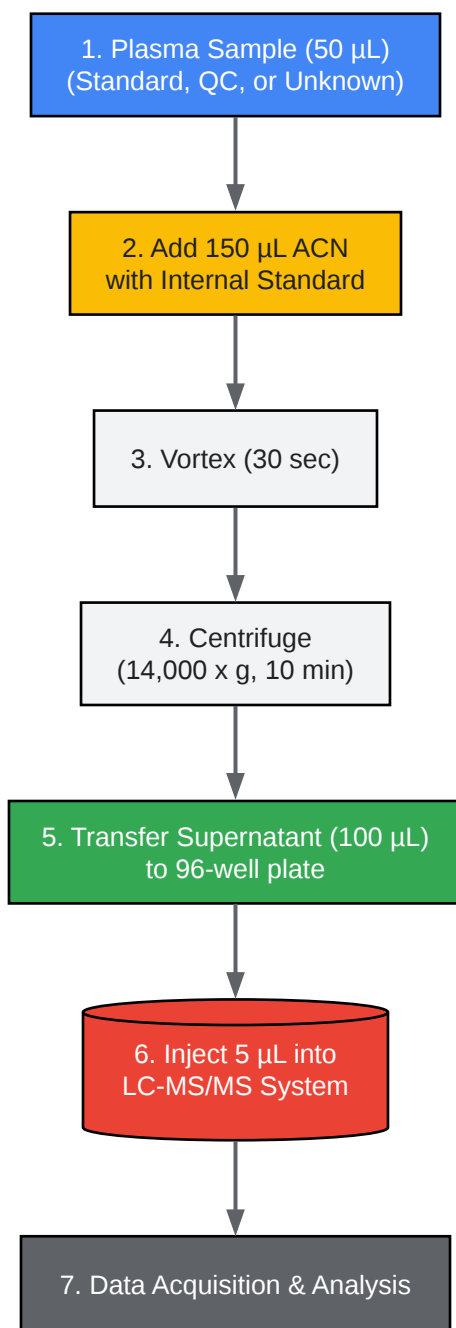 1. Plasma Sample (50 µL)
(Standard, QC, or Unknown)
2. Add 150 µL ACN
with Internal Standard
3. Vortex (30 sec)
4. Centrifuge
(14,000 x g, 10 min)
5. Transfer Supernatant (100 µL)
to 96-well plate
6. Inject 5 µL into
LC-MS/MS System
7. Data Acquisition & Analysis